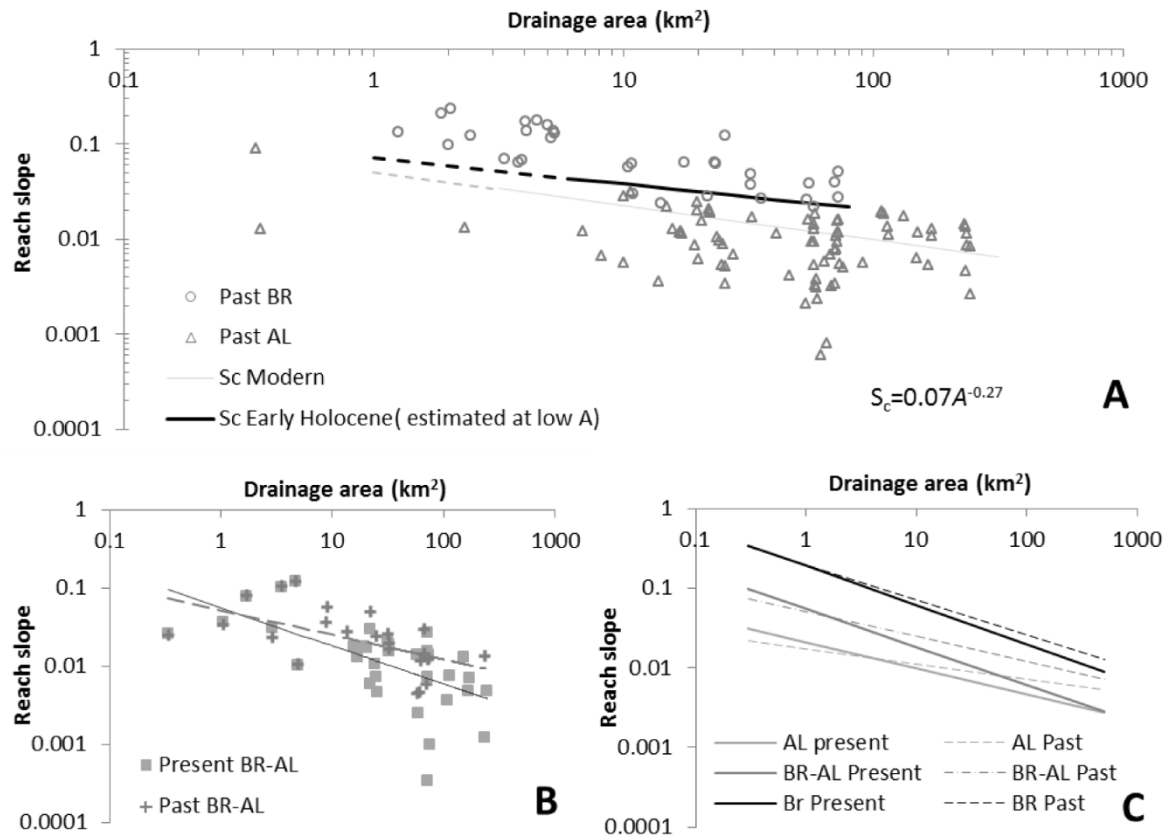 Drainage area (km²)
1
0.1 1 10 100 1000
0.1
0.01
0.001
0.0001
Reach slope
Past BR
Past AL
Sc Modern
Sc Early Holocene( estimated at low A)
S_c=0.07A^-0.27
A
Drainage area (km²)
1
0.1 1 10 100 1000
0.1
0.01
0.001
0.0001
Reach slope
Present BR-AL
Past BR-AL
B
Drainage area (km²)
1
0.1 1 10 100 1000
0.1
0.01
0.001
0.0001
Reach slope
AL present AL Past
BR-AL Present BR-AL Past
Br Present BR Past
C